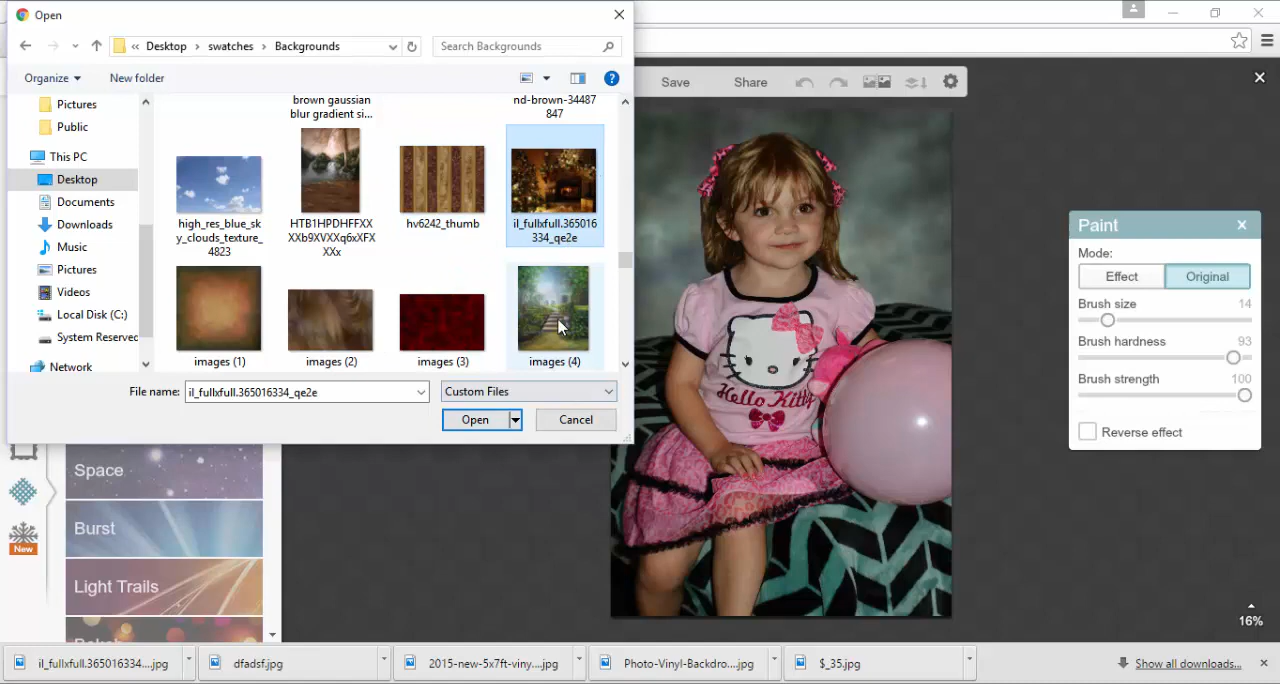 Open
« Desktop > swatches > Backgrounds
Search Backgrounds
Organize
New folder
Pictures
Public
This PC
Desktop
Documents
Downloads
Music
Pictures
Videos
Local Disk (C:)
System Reserved
Network
brown gaussian
blur gradient si...
nd-brown-34487
847
high_res_blue_sk
y_clouds_texture_
4823
HTB1HPDHFFXX
XXb9XVXXq6xXFX
XXx
hv6242_thumb
il_fullxfull.365016
334_qe2e
images (1)
images (2)
images (3)
images (4)
File name:
il_fullxfull.365016334_qe2e
Custom Files
Open
Cancel
Save
Share
Paint
Mode:
Effect
Original
Brush size
14
Brush hardness
93
Brush strength
100
Reverse effect
Hello Kitty
Space
Burst
Light Trails
New
16%
il_fullxfull.365016334....jpg
dfadsf.jpg
2015-new-5x7ft-viny....jpg
Photo-Vinyl-Backdro....jpg
$_35.jpg
Show all downloads...